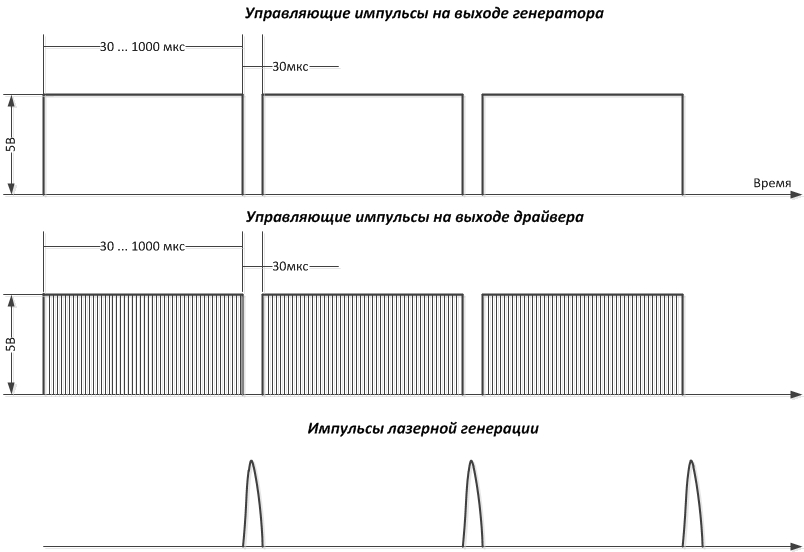 Управляющие импульсы на выходе генератора
30 ... 1000 мкс
30мкс
5В
Время
Управляющие импульсы на выходе драйвера
30 ... 1000 мкс
30мкс
5В
Импульсы лазерной генерации